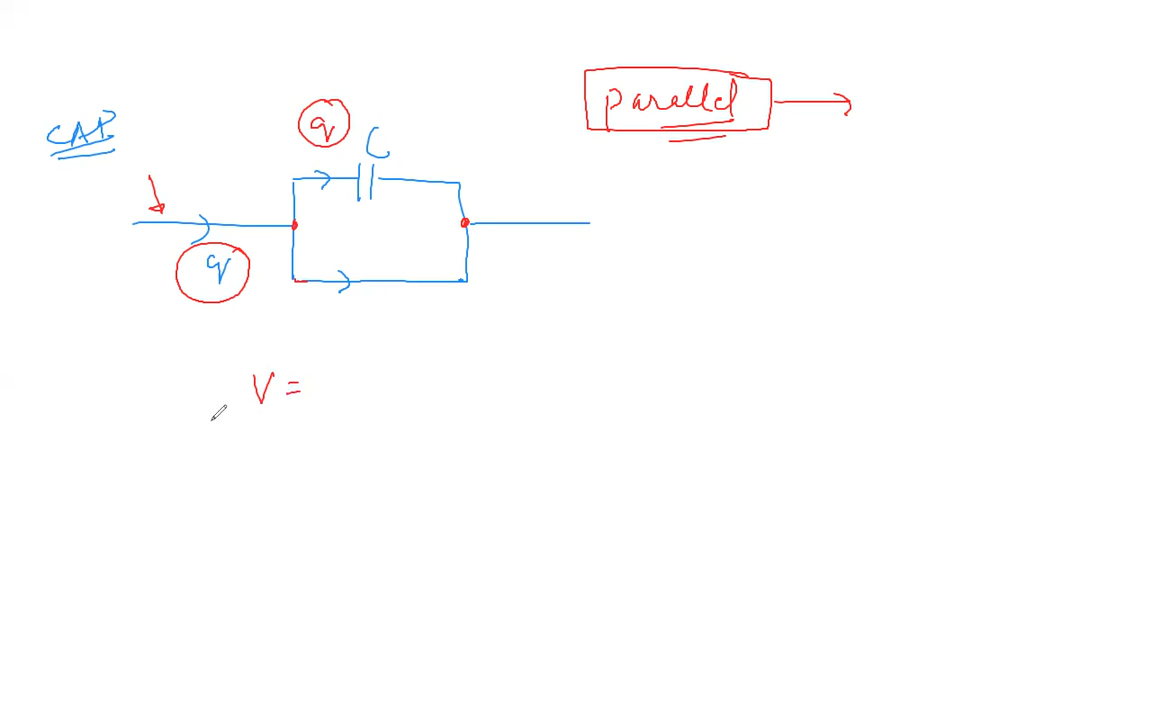 parallel
CAP
q
C
q
V =